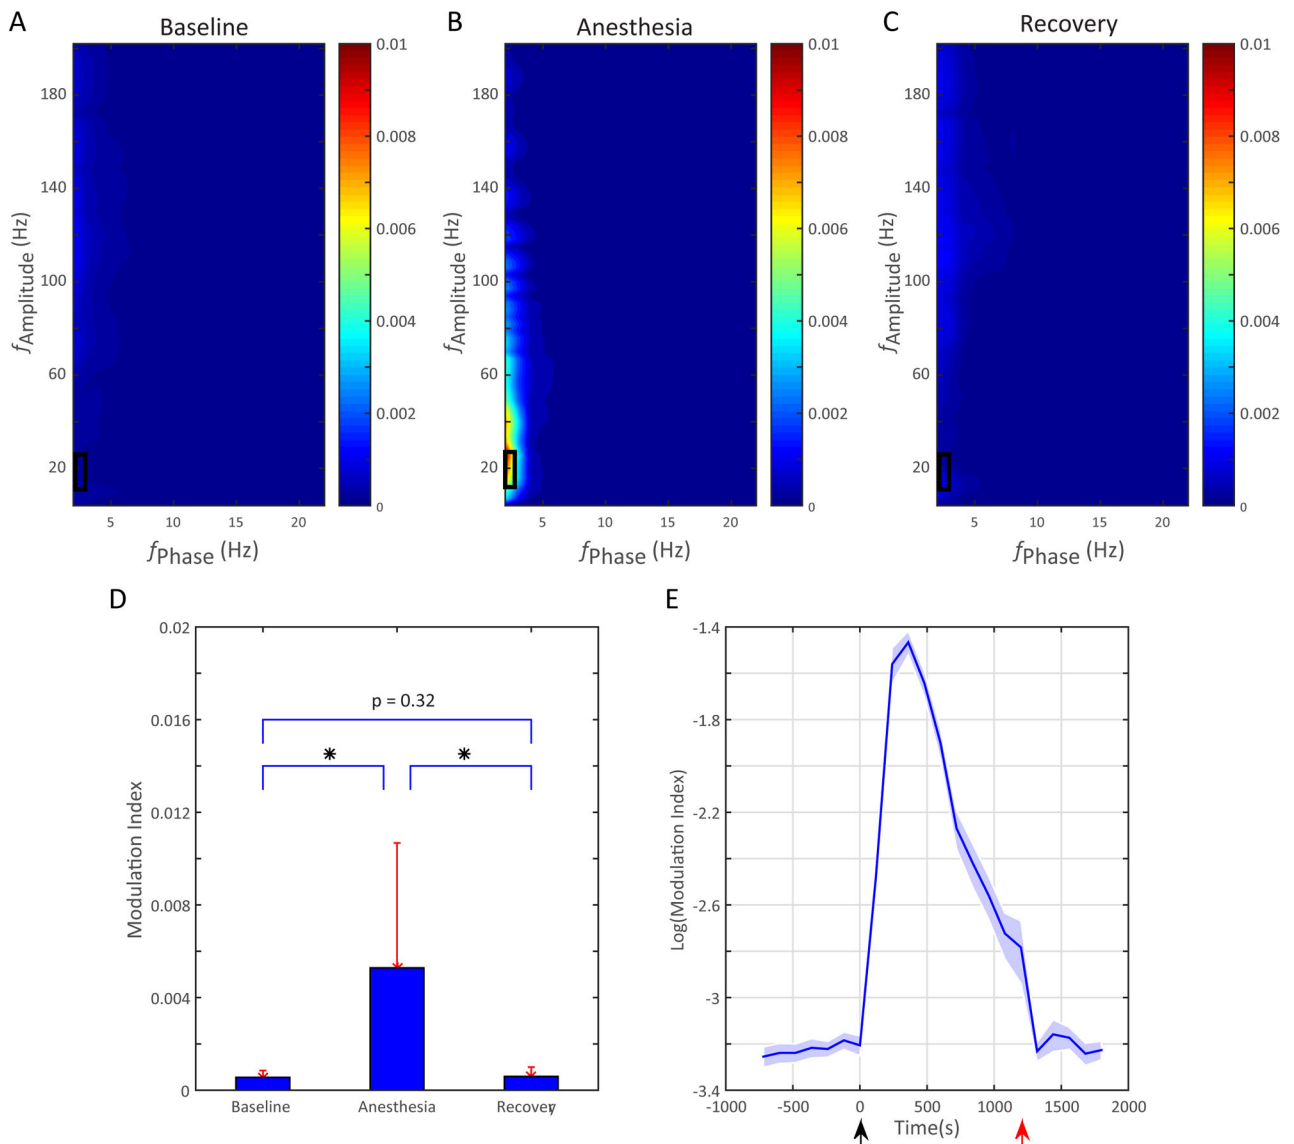 A Baseline
B Anesthesia
C Recovery
fAmplitude (Hz)
180
140
100
60
20
5 10 15 20
fPhase (Hz)
0.01
0.008
0.006
0.004
0.002
0
fAmplitude (Hz)
180
140
100
60
20
5 10 15 20
fPhase (Hz)
0.01
0.008
0.006
0.004
0.002
0
fAmplitude (Hz)
180
140
100
60
20
5 10 15 20
fPhase (Hz)
0.01
0.008
0.006
0.004
0.002
0
D
Modulation Index
0.02
0.016
0.012
0.008
0.004
0
p = 0.32
* *
Baseline Anesthesia Recovery
E
Log(Modulation Index)
-1.4
-1.8
-2.2
-2.6
-3
-3.4
-1000 -500 0 500 1000 1500 2000
Time(s)